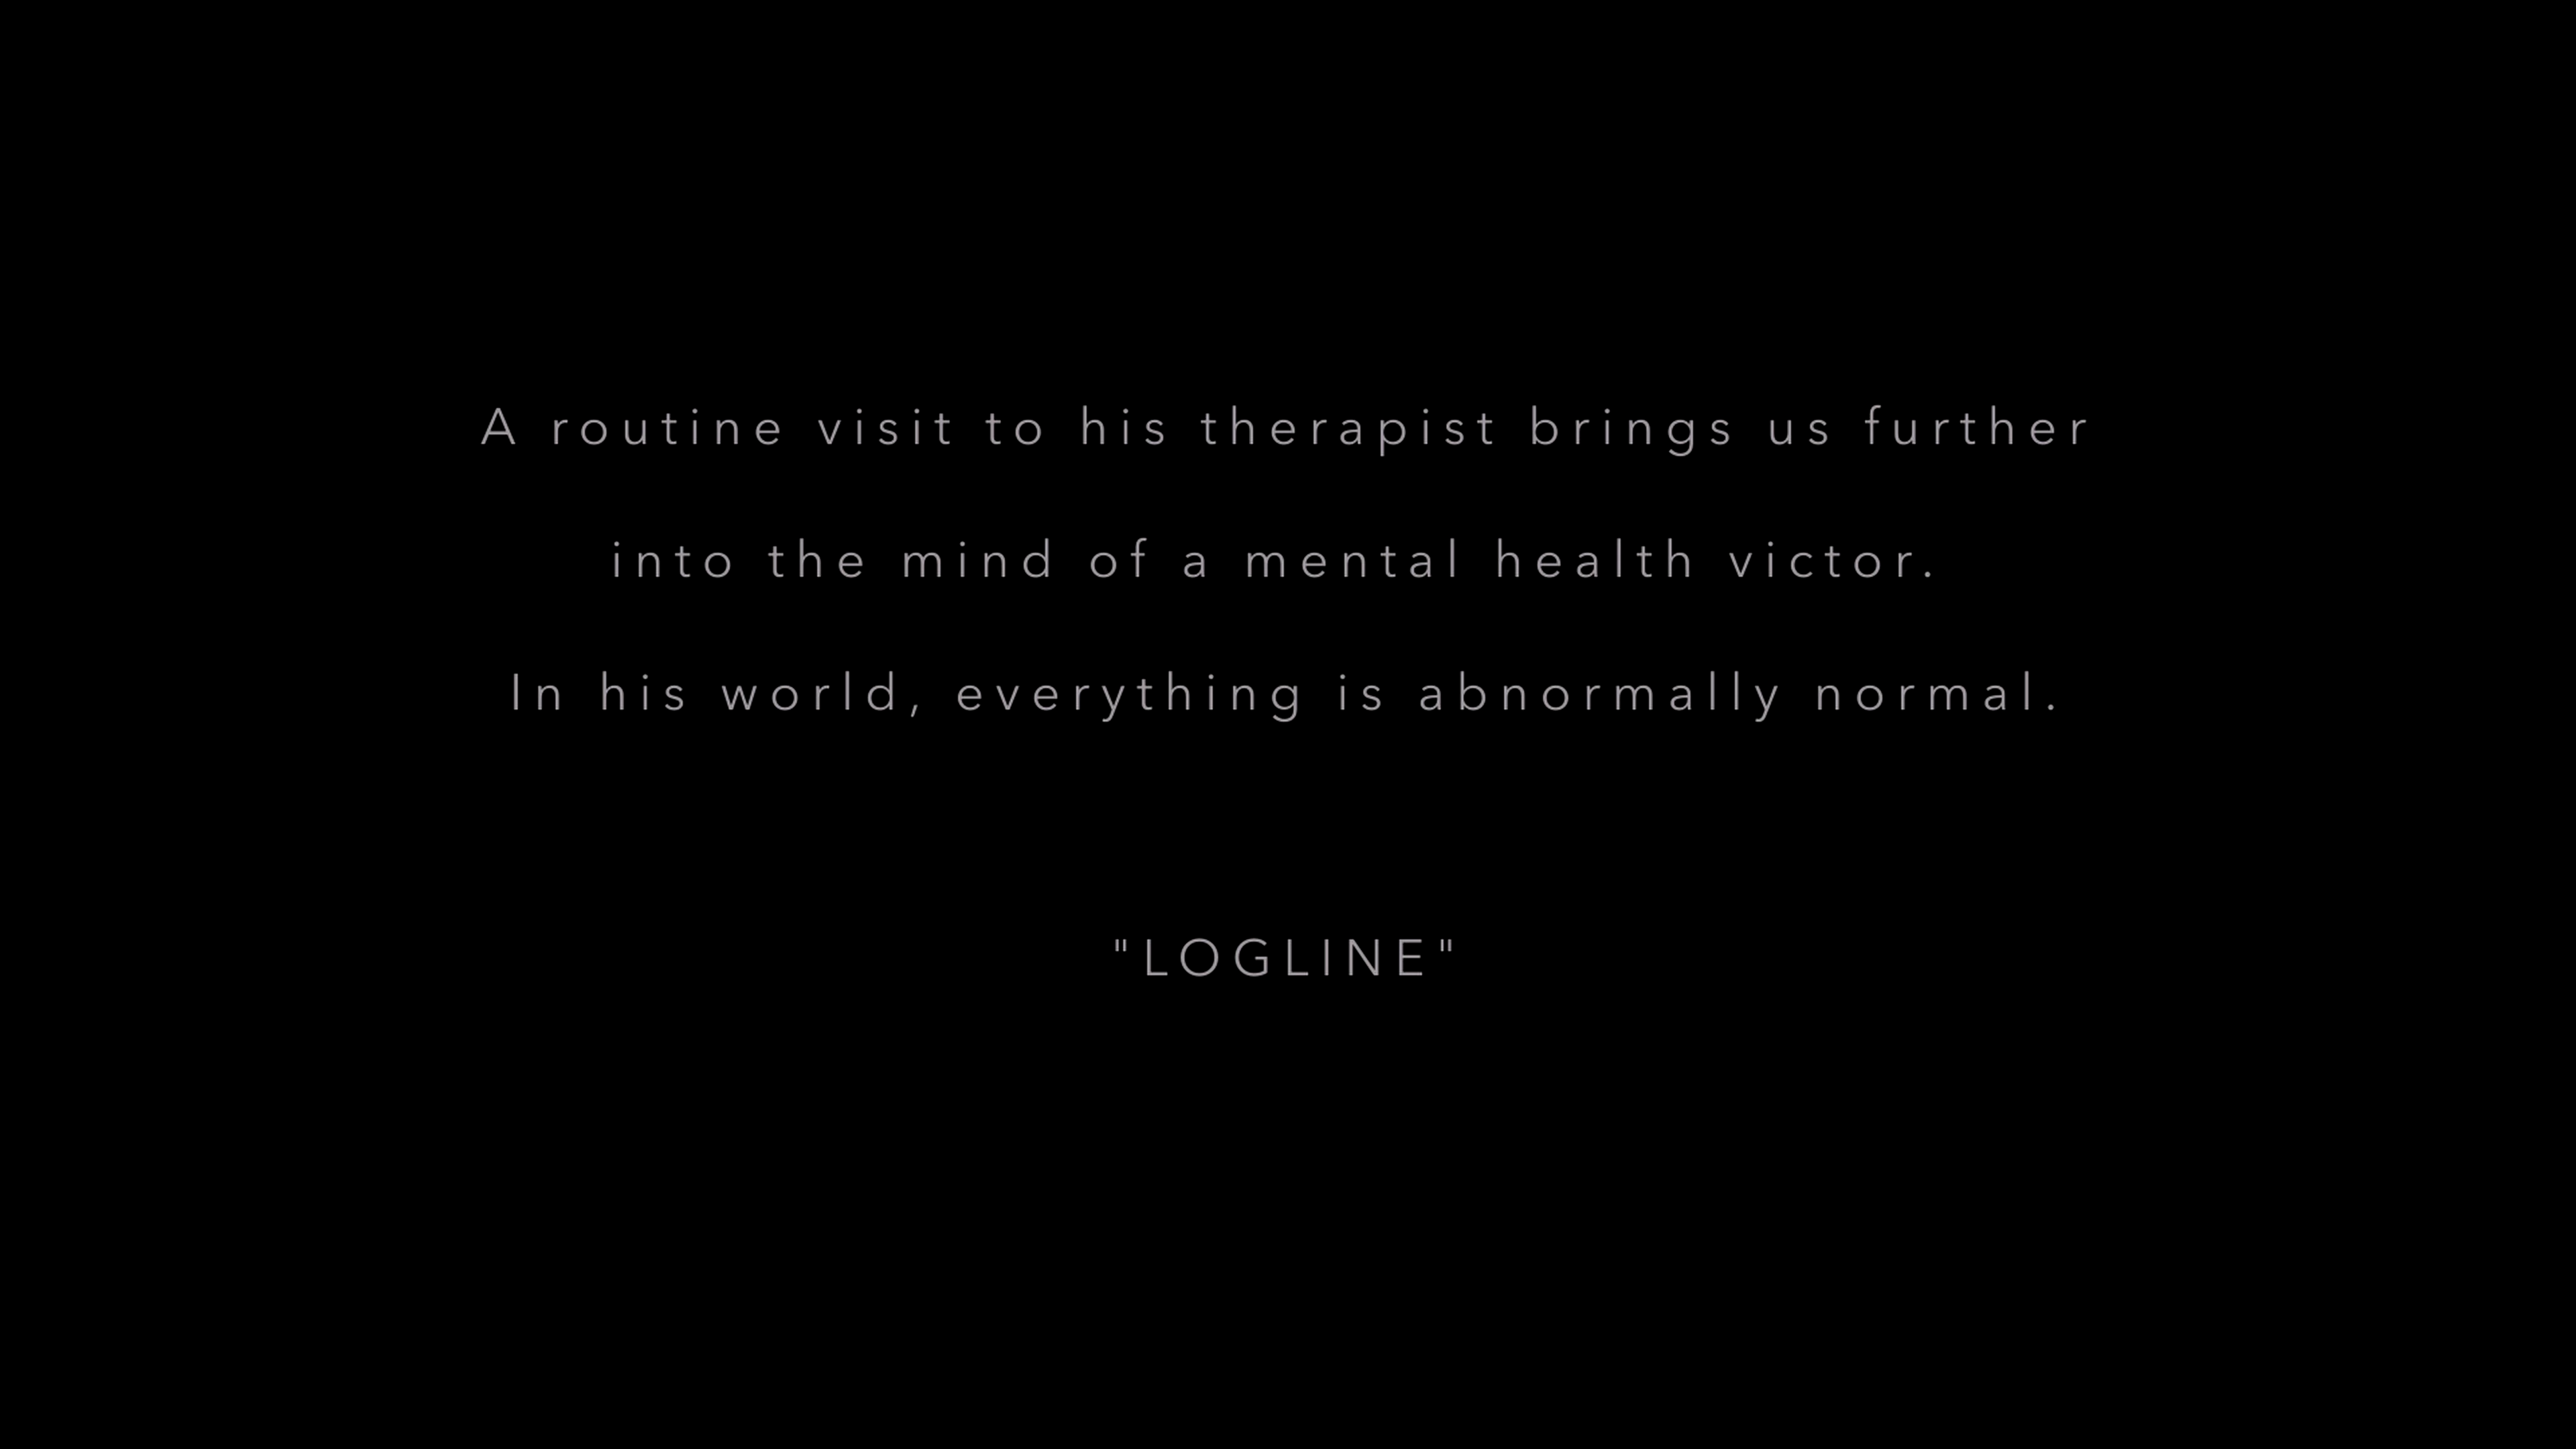 A routine visit to his therapist brings us further
into the mind of a mental health victor.
In his world, everything is abnormally normal.
"LOGLINE"